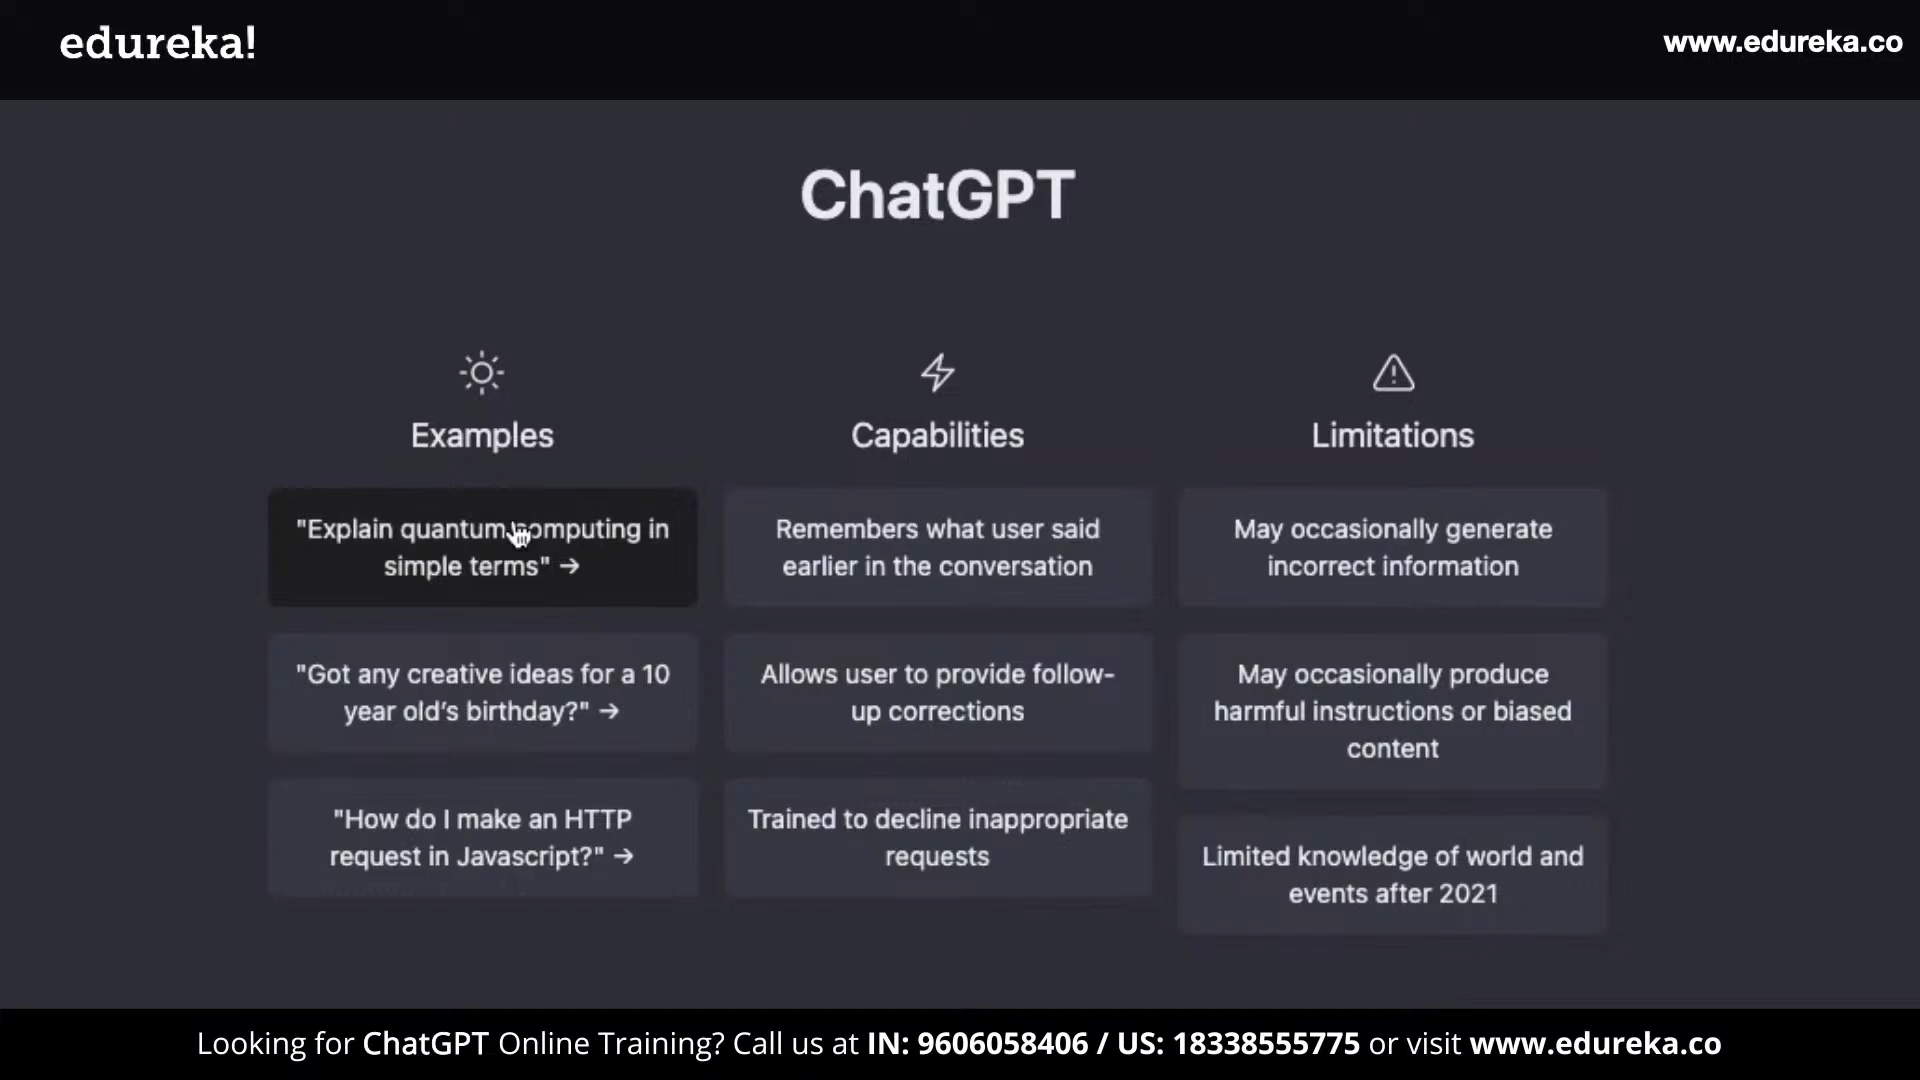 edureka!
www.edureka.co
ChatGPT
Examples
"Explain quantum computing in
simple terms" →
"Got any creative ideas for a 10
year old's birthday?" →
"How do I make an HTTP
request in Javascript?" →
Capabilities
Remembers what user said
earlier in the conversation
Allows user to provide follow-
up corrections
Trained to decline inappropriate
requests
Limitations
May occasionally generate
incorrect information
May occasionally produce
harmful instructions or biased
content
Limited knowledge of world and
events after 2021
Looking for ChatGPT Online Training? Call us at IN: 9606058406 / US: 18338555775 or visit www.edureka.co